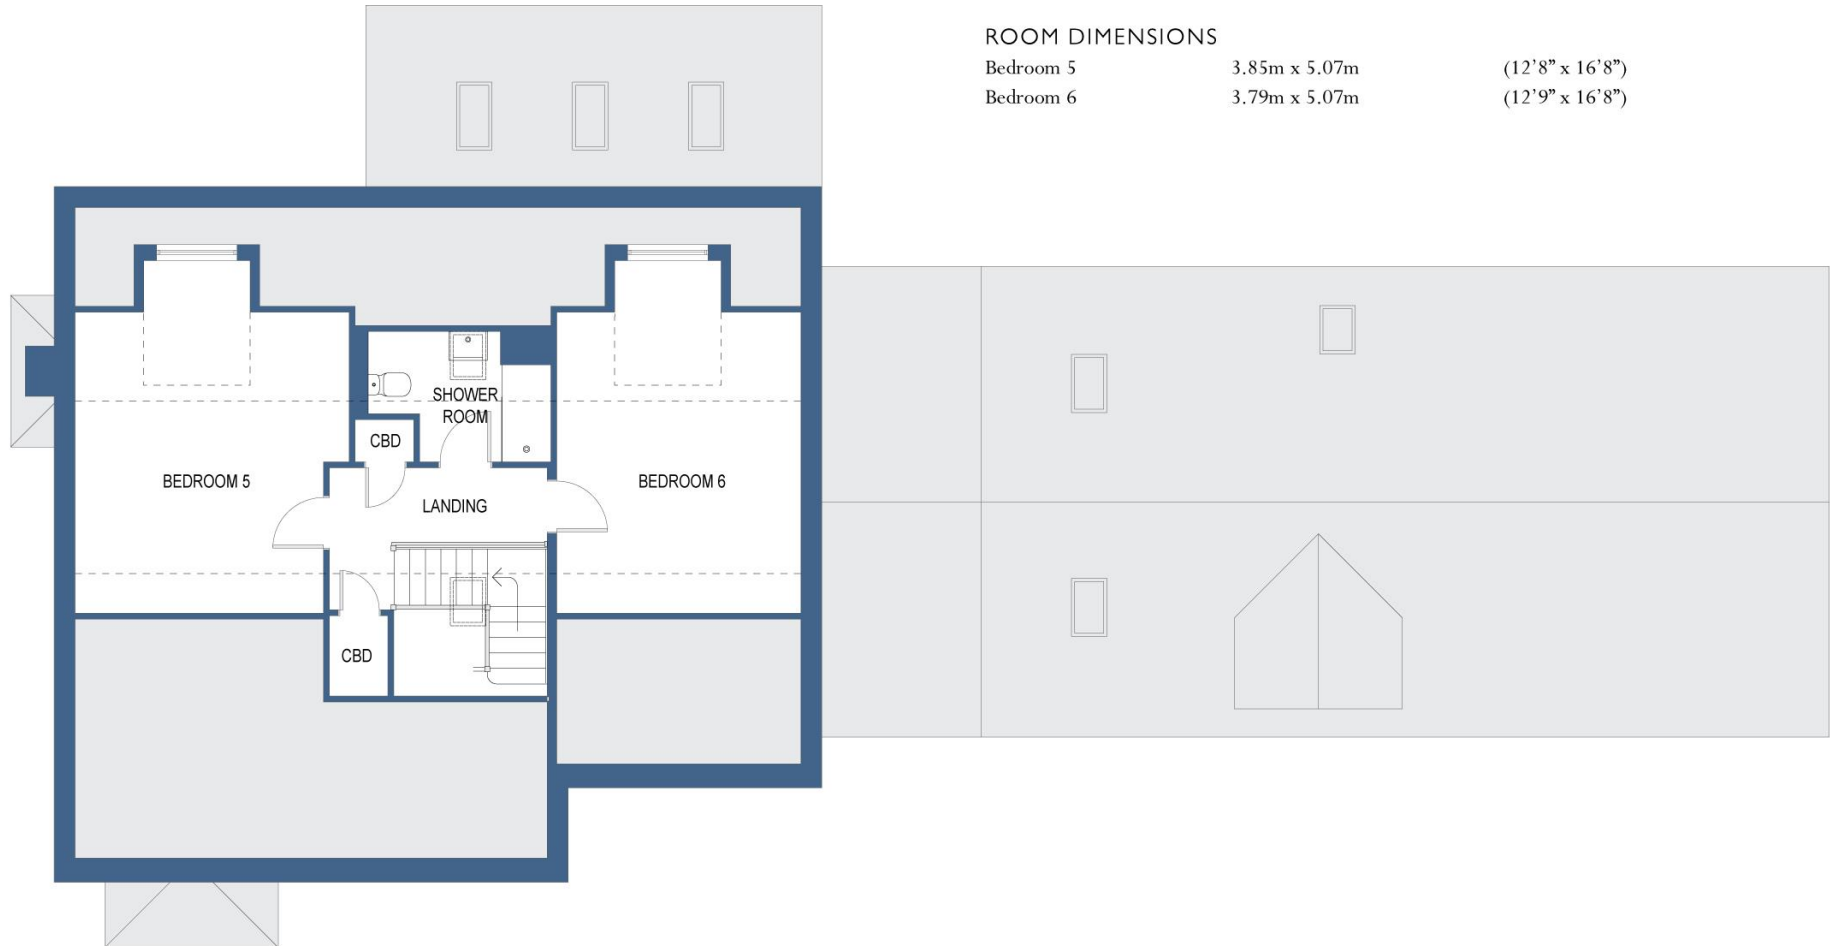 ROOM DIMENSIONS
Bedroom 5 3.85m x 5.07m (12’8” x 16’8”)
Bedroom 6 3.79m x 5.07m (12’9” x 16’8”)
SHOWER
ROOM
CBD
BEDROOM 5
BEDROOM 6
LANDING
CBD